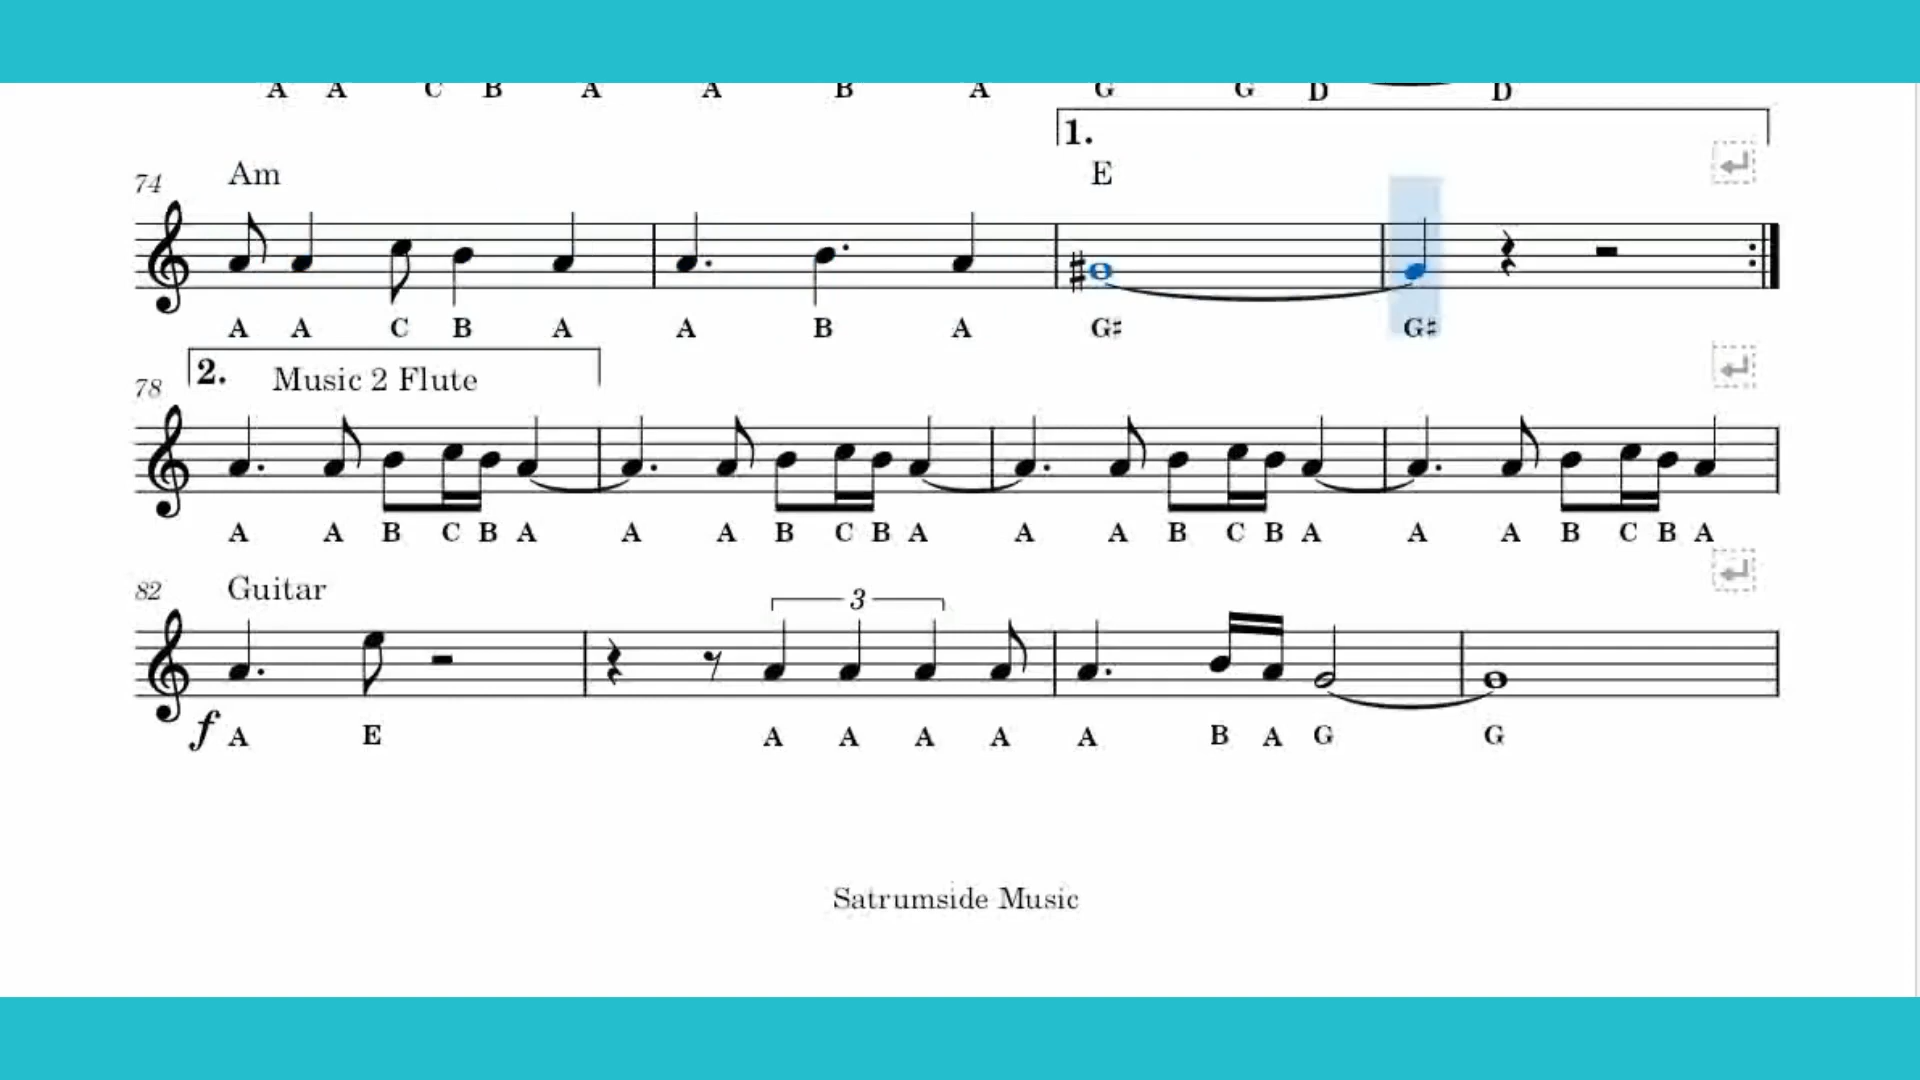 A A C B A A B A G G D D
1.
Am E
74
A A C B A A B A G♯ G♯
2. Music 2 Flute
78
A A B C B A A A B C B A A A B C B A A A B C B A
Guitar
82
3
f
A E A A A A A B A G G
Satrumside Music